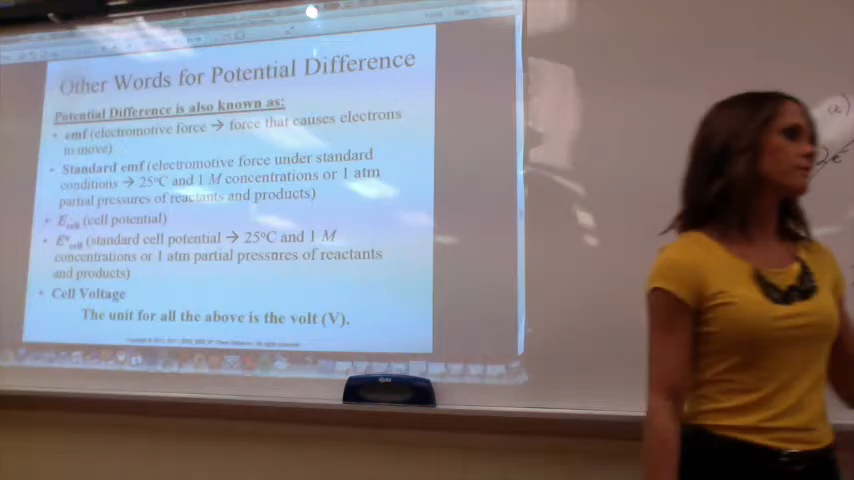 Other Words for Potential Difference
Potential Difference is also known as:
• emf (electromotive force → force that causes electrons
to move)
• Standard emf (electromotive force under standard
conditions → 25°C and 1 M concentrations or 1 atm
partial pressures of reactants and products)
• Ecell (cell potential)
• E°cell (standard cell potential → 25°C and 1 M
concentrations or 1 atm partial pressures of reactants
and products)
• Cell Voltage
The unit for all the above is the volt (V).
a)
2e-